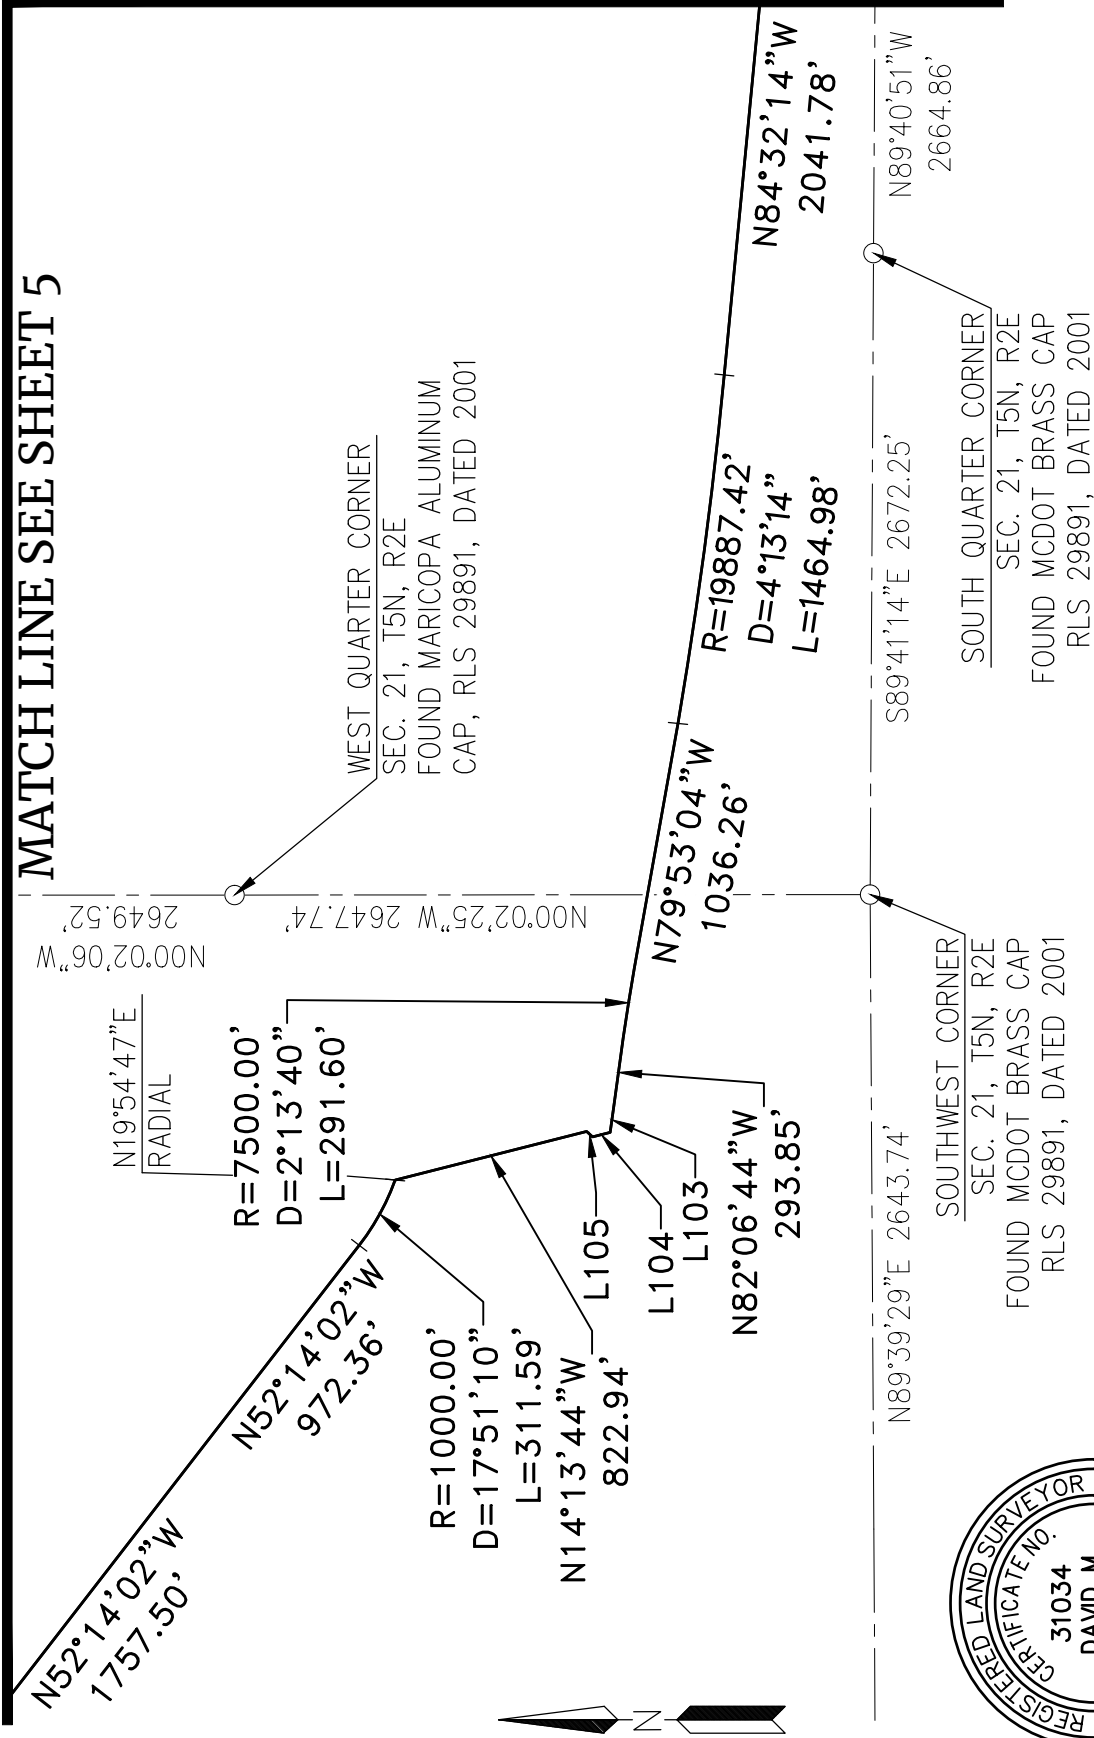 MATCH LINE SEE SHEET 5
N00°02'06"W
2649.52'
N00°02'25"W 2647.74'
WEST QUARTER CORNER
SEC. 21, T5N, R2E
FOUND MARICOPA ALUMINUM
CAP, RLS 29891, DATED 2001
N19°54'47"E
RADIAL
R=7500.00'
D=2°13'40"
L=291.60'
N52°14'02"W
1757.50'
N52°14'02"W
972.36'
R=1000.00'
D=17°51'10"
L=311.59'
N14°13'44"W
822.94'
L105
L104
L103
N82°06'44"W
293.85'
N79°53'04"W
1036.26'
R=19887.42'
D=4°13'14"
L=1464.98'
N84°32'14"W
2041.78'
N89°39'29"E 2643.74'
S89°41'14"E 2672.25'
N89°40'51"W
2664.86'
SOUTHWEST CORNER
SEC. 21, T5N, R2E
FOUND MCDOT BRASS CAP
RLS 29891, DATED 2001
SOUTH QUARTER CORNER
SEC. 21, T5N, R2E
FOUND MCDOT BRASS CAP
RLS 29891, DATED 2001
N
REGISTERED LAND SURVEYOR
CERTIFICATE NO.
31034
DAVID M